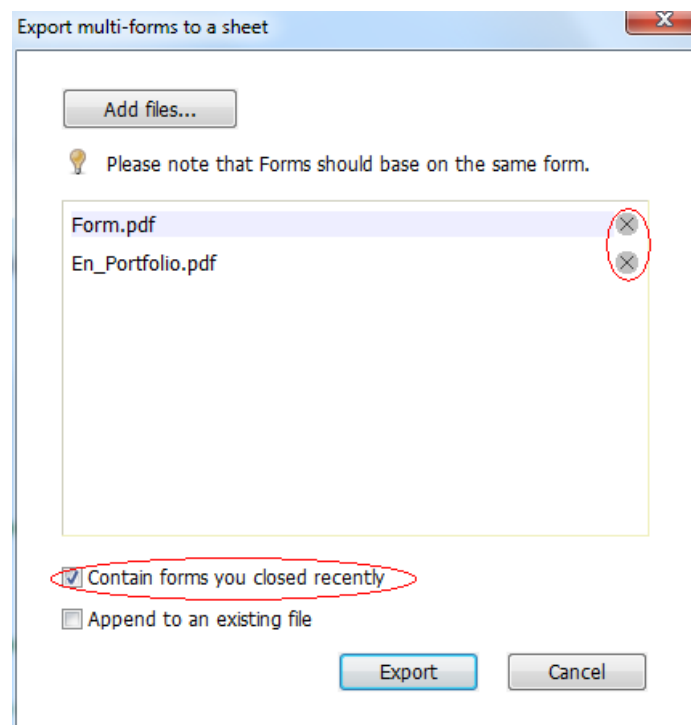 Export multi-forms to a sheet
Add files...
Please note that Forms should base on the same form.
Form.pdf
En_Portfolio.pdf
Contain forms you closed recently
Append to an existing file
Export Cancel